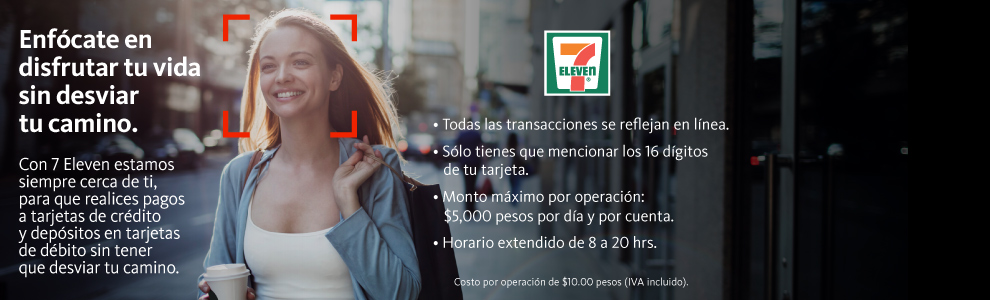 Enfócate en
disfrutar tu vida
sin desviar
tu camino.
Con 7 Eleven estamos
siempre cerca de ti,
para que realices pagos
a tarjetas de crédito
y depósitos en tarjetas
de débito sin tener
que desviar tu camino.
7
ELEVEN
®
• Todas las transacciones se reflejan en línea.
• Sólo tienes que mencionar los 16 dígitos
de tu tarjeta.
• Monto máximo por operación:
$5,000 pesos por día y por cuenta.
• Horario extendido de 8 a 20 hrs.
Costo por operación de $10.00 pesos (IVA incluido).